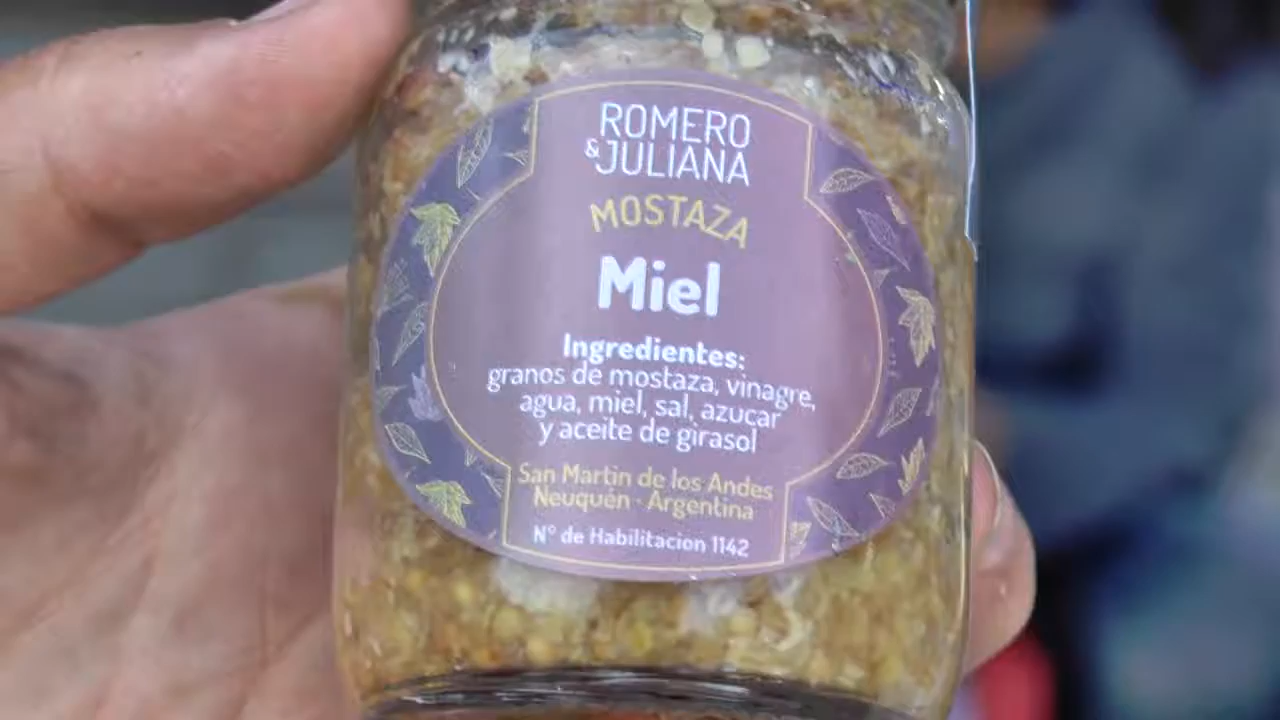 ROMERO
&JULIANA
MOSTAZA
Miel
Ingredientes:
granos de mostaza, vinagre,
agua, miel, sal, azucar
y aceite de girasol
San Martin de los Andes
Neuquén - Argentina
N° de Habilitacion 1142